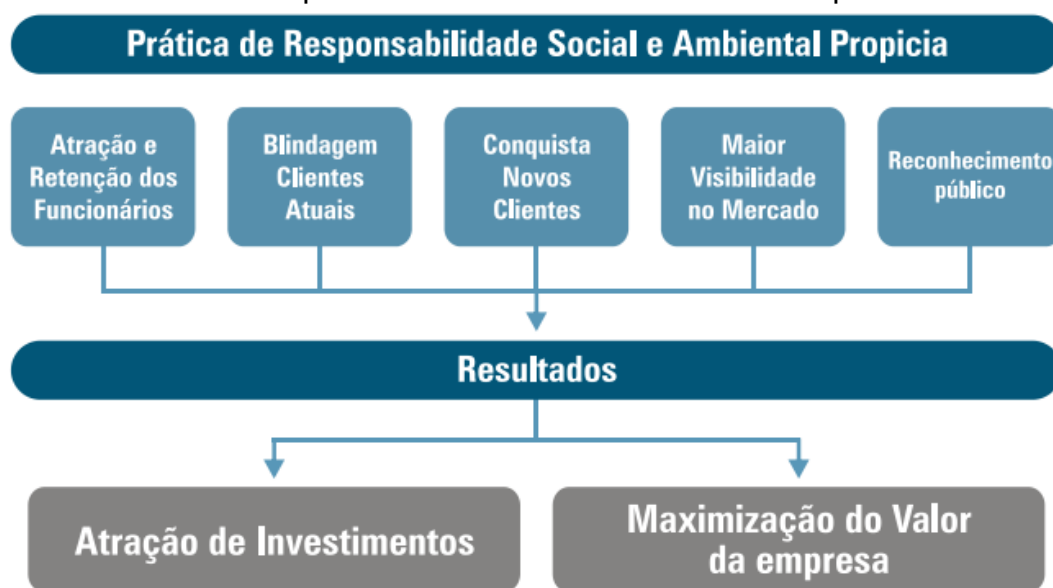 Prática de Responsabilidade Social e Ambiental Propicia
Atração e
Retenção dos
Funcionários
Blindagem
Clientes
Atuais
Conquista
Novos
Clientes
Maior
Visibilidade
no Mercado
Reconhecimento
público
Resultados
Atração de Investimentos
Maximização do Valor
da empresa